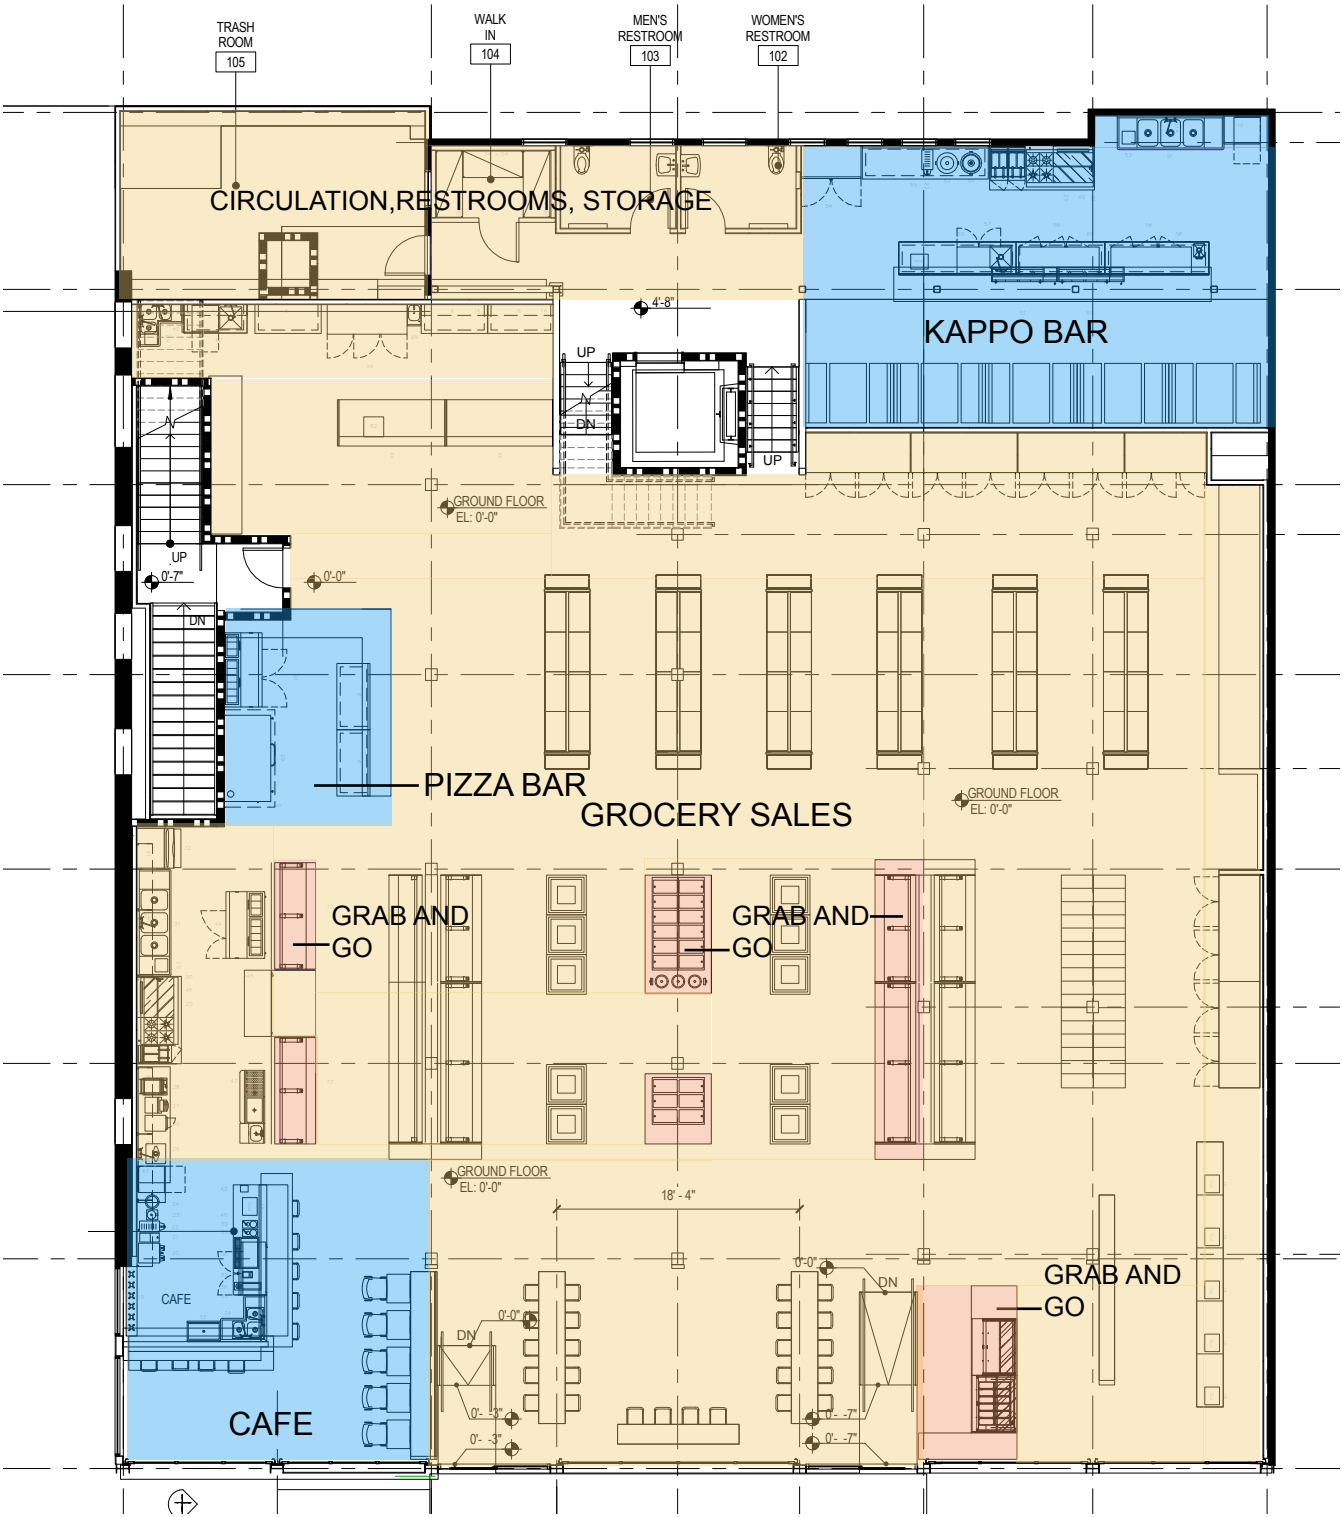 TRASH
ROOM
105
WALK
IN
104
MEN'S
RESTROOM
103
WOMEN'S
RESTROOM
102
CIRCULATION,RESTROOMS, STORAGE
4'-8"
KAPPO BAR
UP
DN
UP
GROUND FLOOR
EL: 0'-0"
UP
0'-7"
0'-0"
DN
PIZZA BAR
GROCERY SALES
GROUND FLOOR
EL: 0'-0"
GRAB AND
GO
GRAB AND
GO
GROUND FLOOR
EL: 0'-0"
18' - 4"
0'-0"
DN
GRAB AND
GO
CAFE
0'-0"
DN
CAFE
0'- -3"
0'- -3"
0'- -7"
0'- -7"